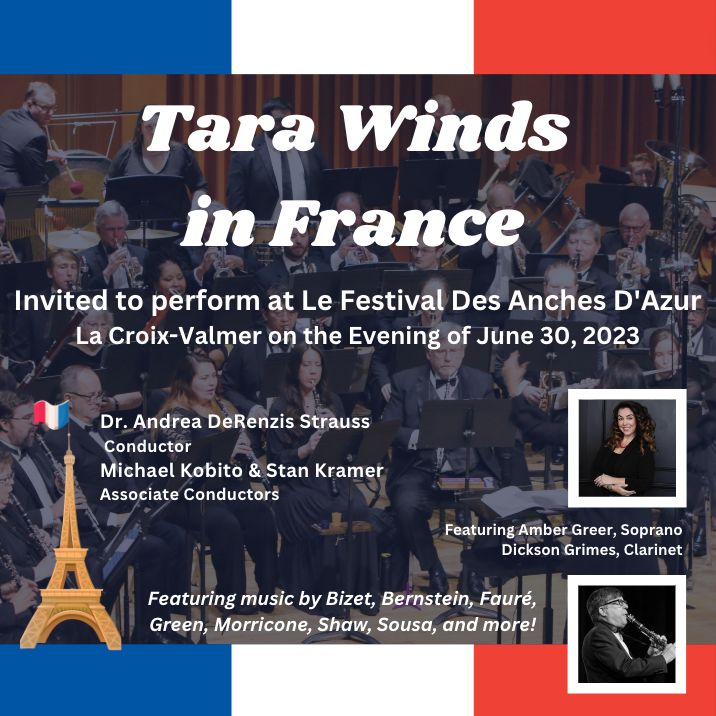 Tara Winds
in France
Invited to perform at Le Festival Des Anches D'Azur
La Croix-Valmer on the Evening of June 30, 2023
Dr. Andrea DeRenzis Strauss
Conductor
Michael Kobito & Stan Kramer
Associate Conductors
Featuring Amber Greer, Soprano
Dickson Grimes, Clarinet
Featuring music by Bizet, Bernstein, Fauré,
Green, Morricone, Shaw, Sousa, and more!